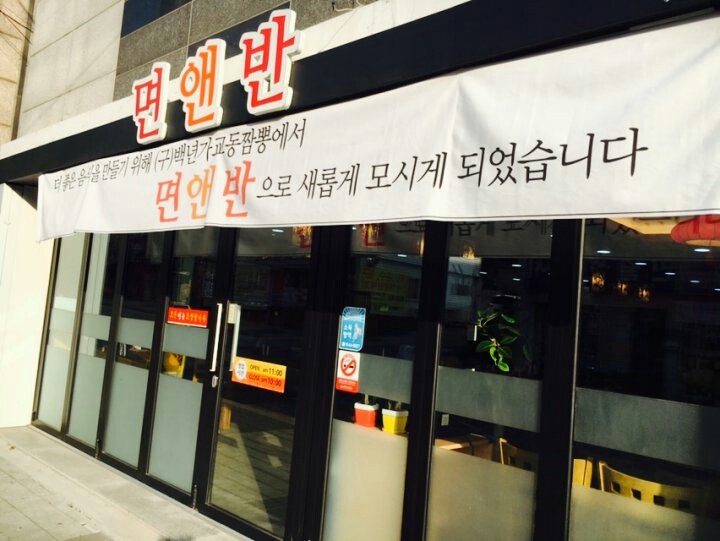 면앤반
더 좋은 음식을 만들기 위해 (구)백년가교동짬뽕에서
면앤반으로 새롭게 모시게 되었습니다
OPEN am 11:00